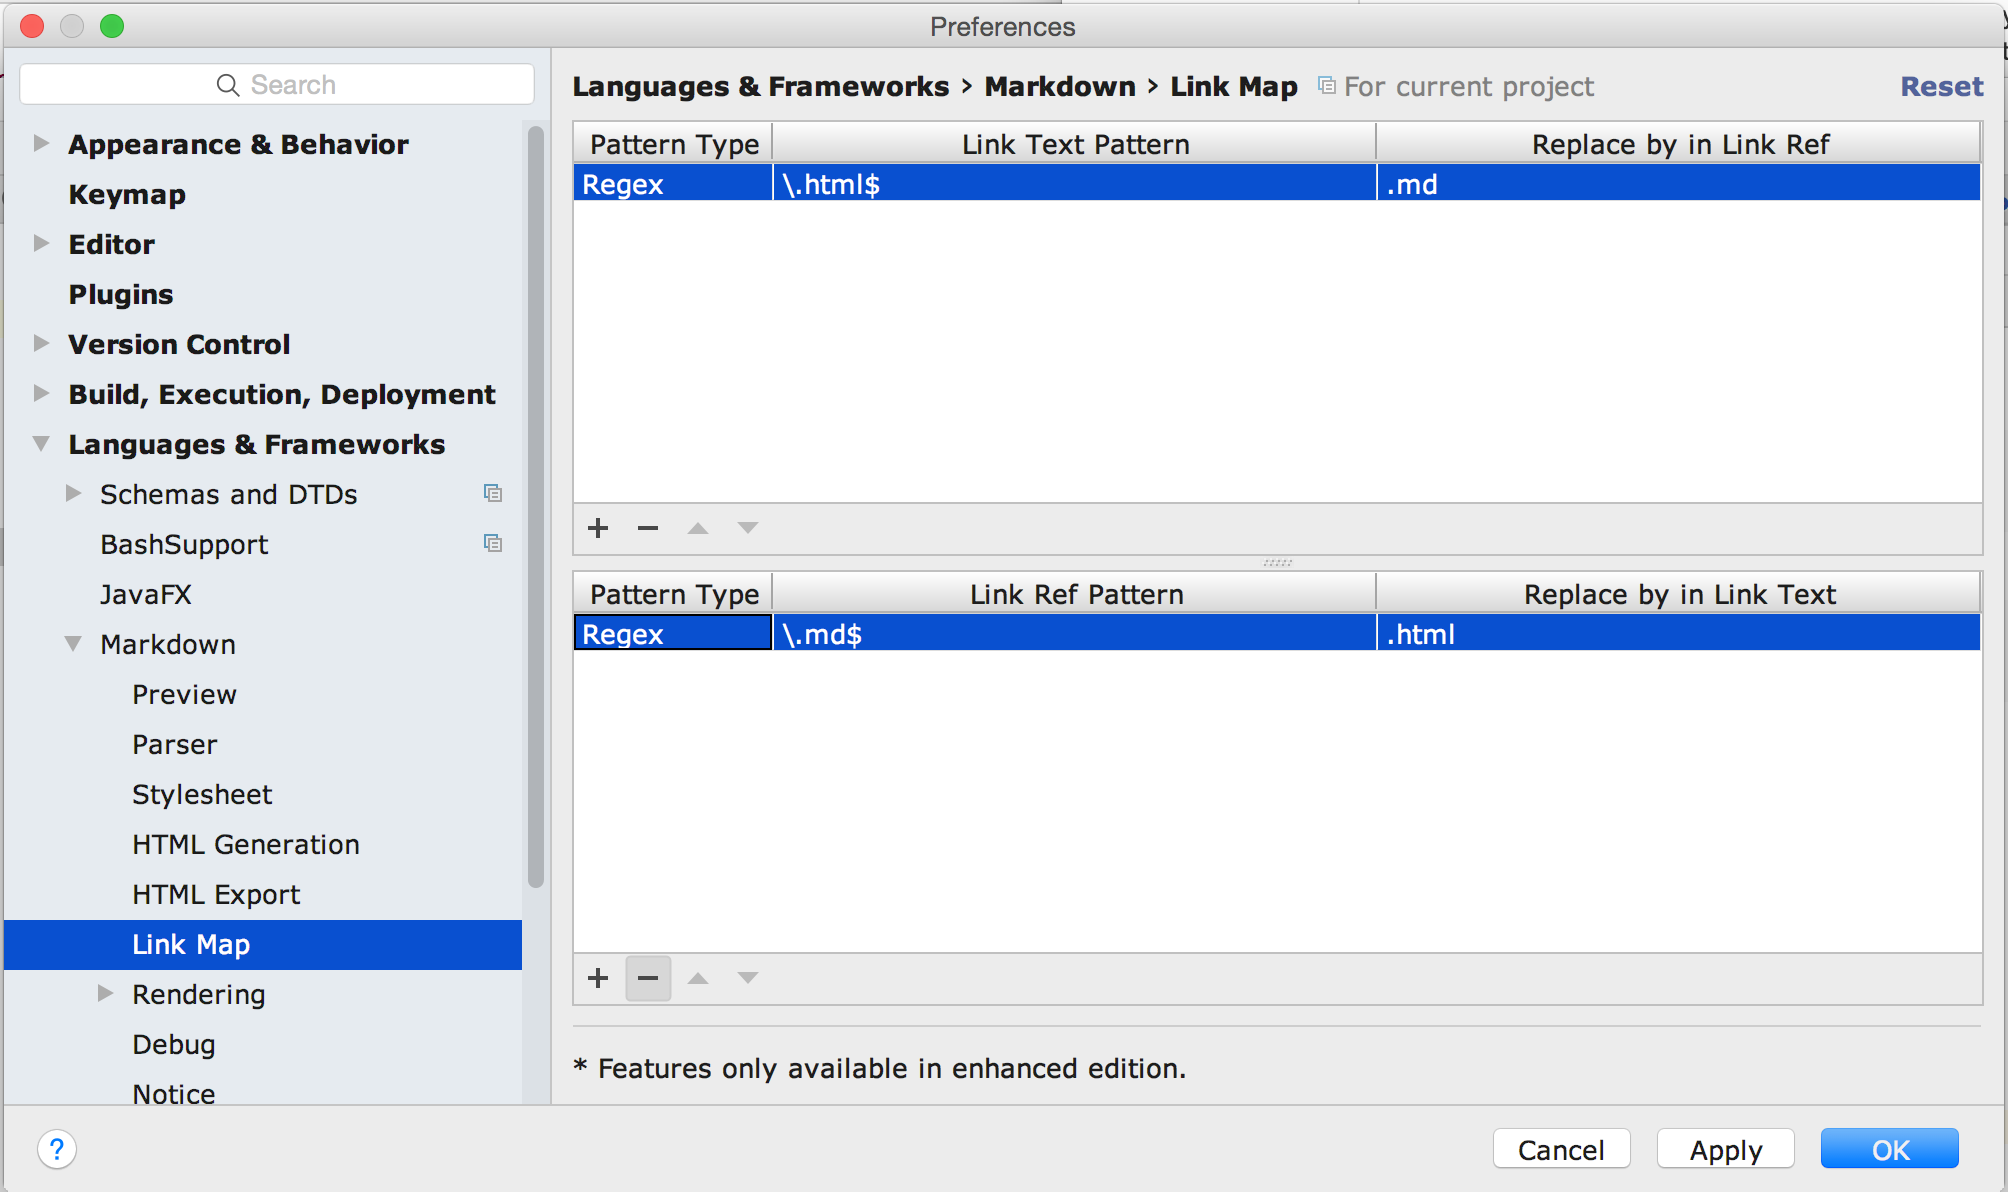 Preferences
Search
Appearance & Behavior
Keymap
Editor
Plugins
Version Control
Build, Execution, Deployment
Languages & Frameworks
Schemas and DTDs
BashSupport
JavaFX
Markdown
Preview
Parser
Stylesheet
HTML Generation
HTML Export
Link Map
Rendering
Debug
Notice
Languages & Frameworks › Markdown › Link Map For current project Reset
Pattern Type Link Text Pattern Replace by in Link Ref
Regex \.html$ .md
Pattern Type Link Ref Pattern Replace by in Link Text
Regex \.md$ .html
* Features only available in enhanced edition.
? Cancel Apply OK